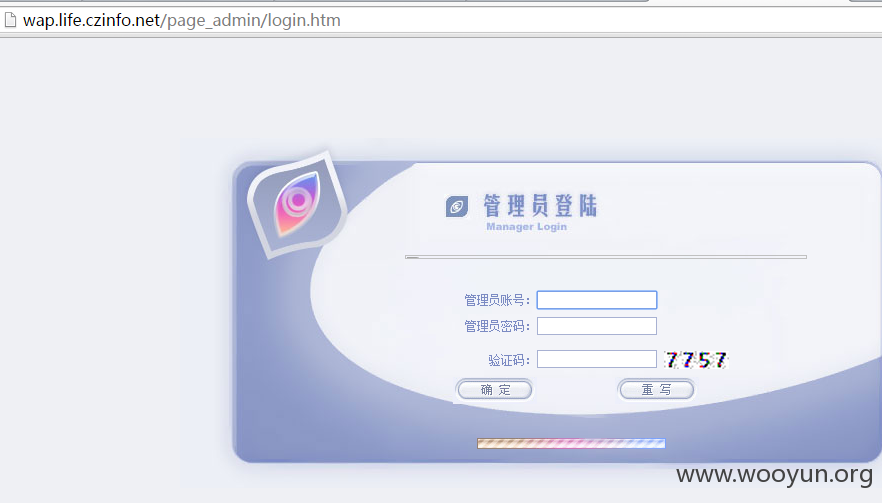 wap.life.czinfo.net/page_admin/login.htm
管理员登陆
Manager Login
管理员账号：
管理员密码：
验证码： 7757
确 定 重 写
www.wooyun.org